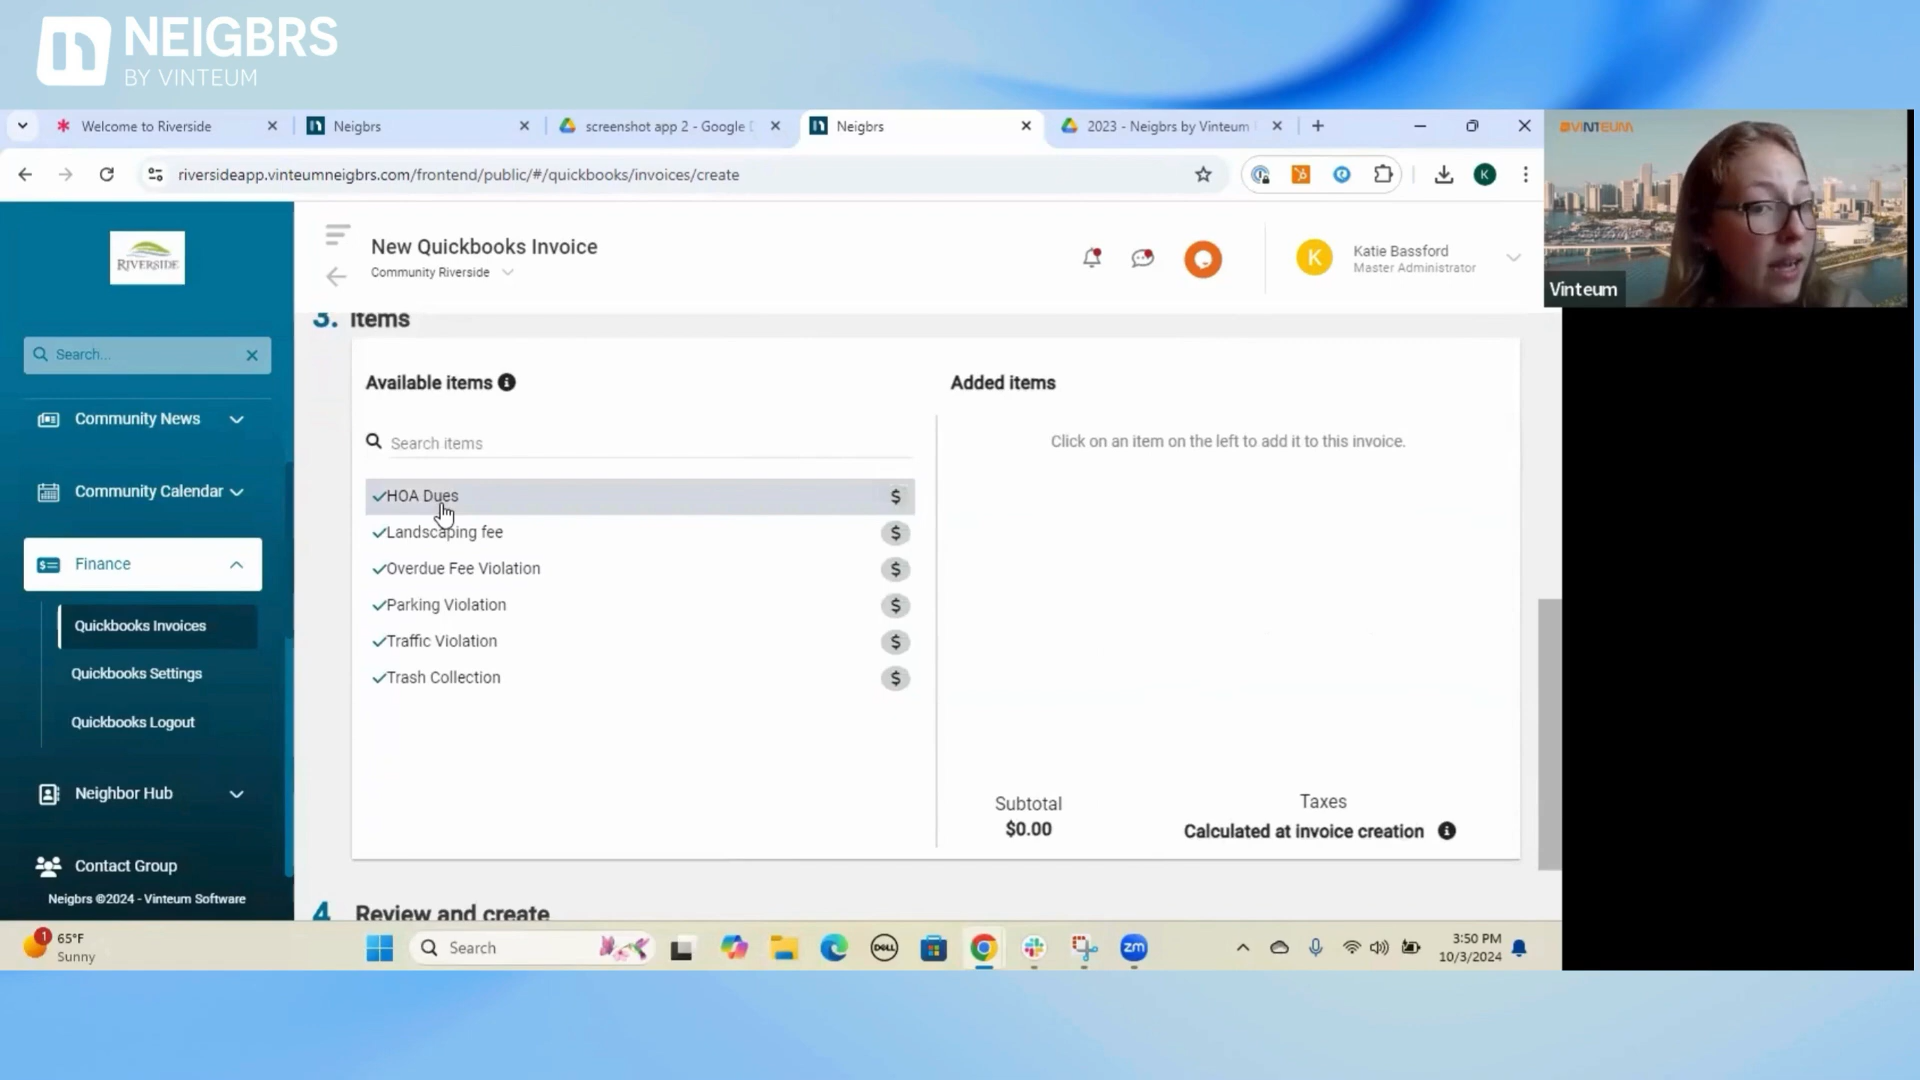 NEIGBRS
BY VINTEUM
Welcome to Riverside
Neigbrs
screenshot app 2 - Google
Neigbrs
2023 - Neigbrs by Vinteum
riversideapp.vinteumneigbrs.com/frontend/public/#/quickbooks/invoices/create
K
VINTEUM
Vinteum
RIVERSIDE
Search...
Community News
Community Calendar
Finance
Quickbooks Invoices
Quickbooks Settings
Quickbooks Logout
Neighbor Hub
Contact Group
Neigbrs ©2024 - Vinteum Software
New Quickbooks Invoice
Community Riverside
K
Katie Bassford
Master Administrator
3. Items
Available items
Search items
HOA Dues $
Landscaping fee $
Overdue Fee Violation $
Parking Violation $
Traffic Violation $
Trash Collection $
Added items
Click on an item on the left to add it to this invoice.
Subtotal
$0.00
Taxes
Calculated at invoice creation
4 Review and create
1
65°F
Sunny
Search
DELL
zm
3:50 PM
10/3/2024